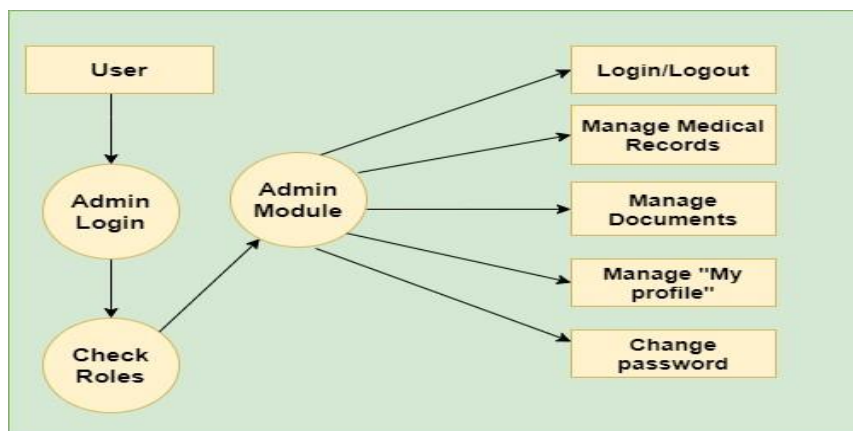 User
Admin
Login
Check
Roles
Admin
Module
Login/Logout
Manage Medical
Records
Manage
Documents
Manage "My
profile"
Change
password